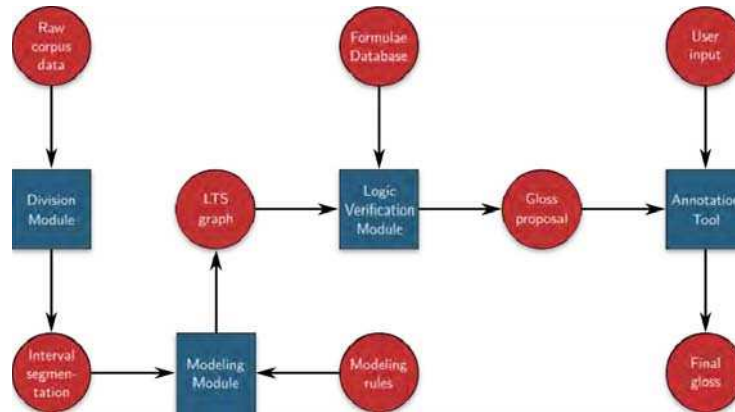 Raw
corpus
data
Formulae
Database
User
input
Division
Module
LTS
graph
Logic
Verification
Module
Gloss
proposal
Annotation
Tool
Interval
segmen-
tation
Modeling
Module
Modeling
rules
Final
gloss